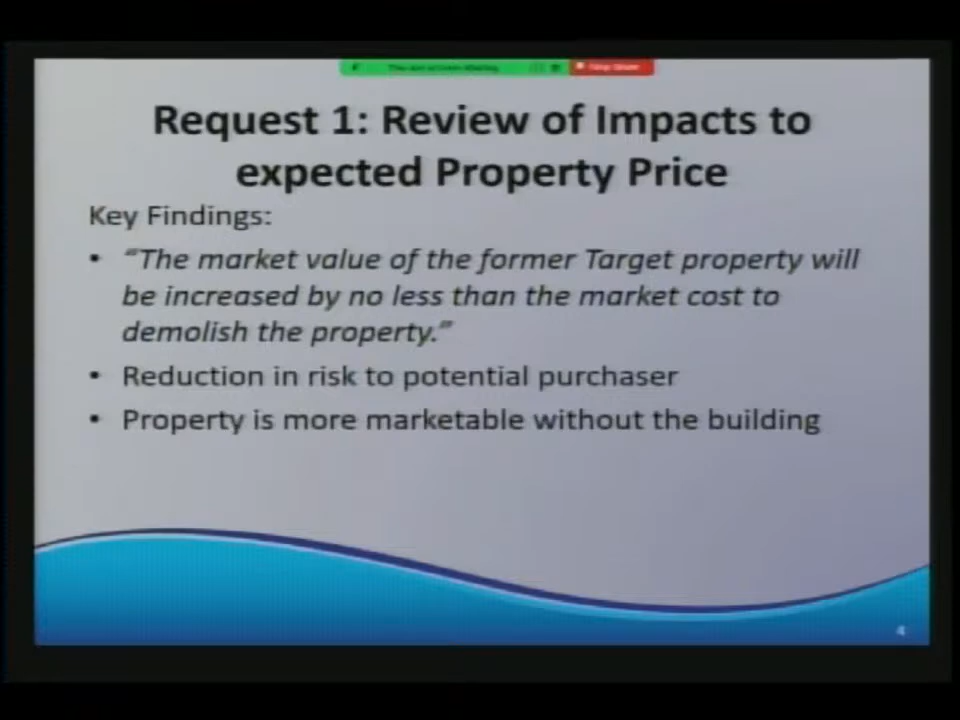 Request 1: Review of Impacts to
expected Property Price
Key Findings:
• "The market value of the former Target property will
be increased by no less than the market cost to
demolish the property."
• Reduction in risk to potential purchaser
• Property is more marketable without the building
4